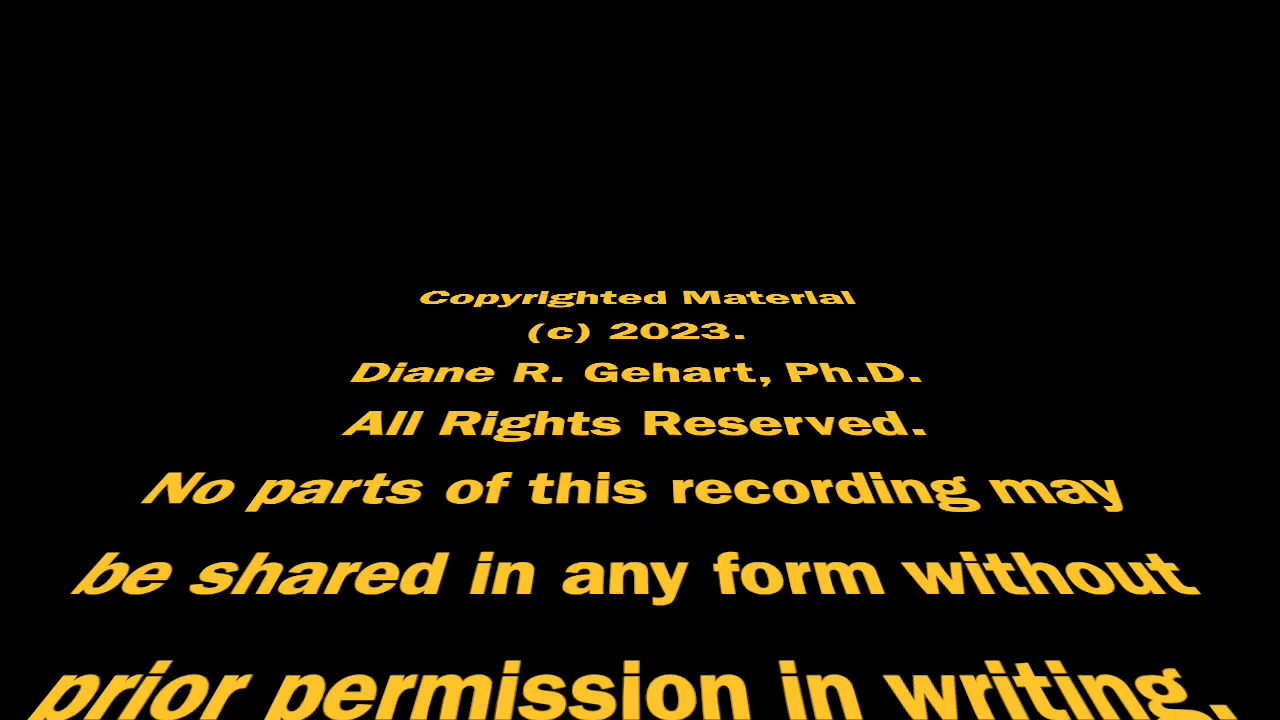 Copyrighted Material
(c) 2023.
Diane R. Gehart, Ph.D.
All Rights Reserved.
No parts of this recording may
be shared in any form without
prior permission in writing.